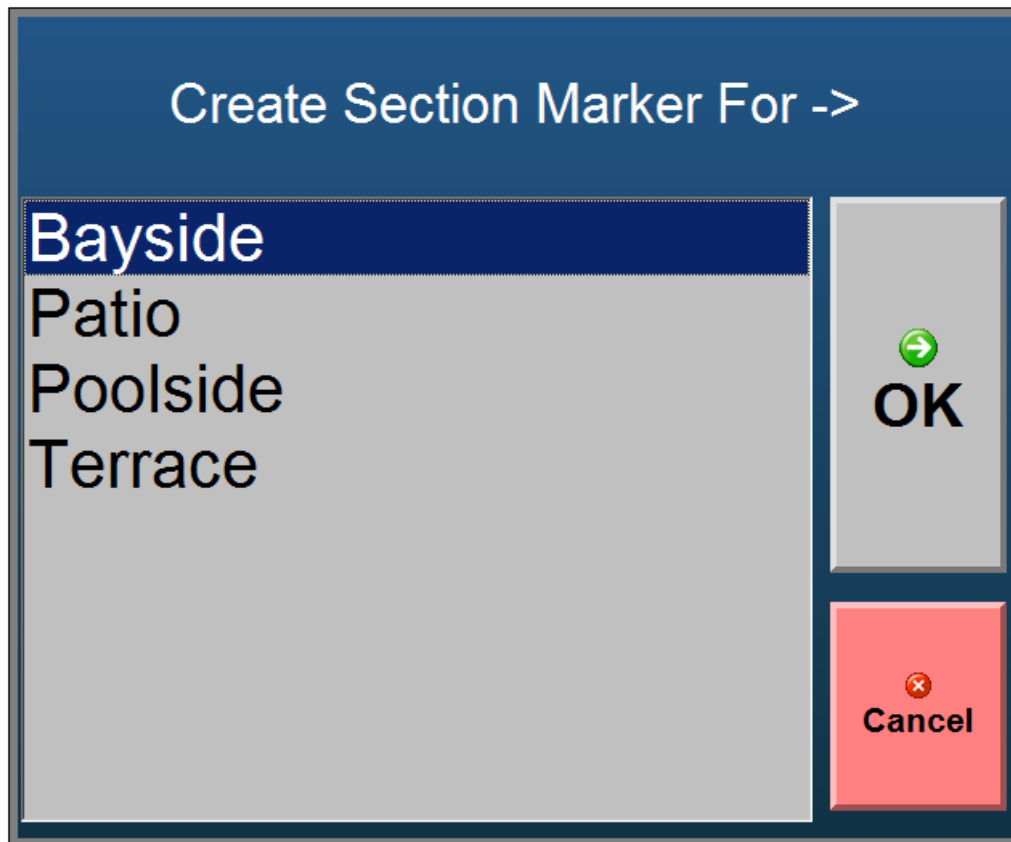 Create Section Marker For ->
Bayside
Patio
Poolside
Terrace
OK
Cancel